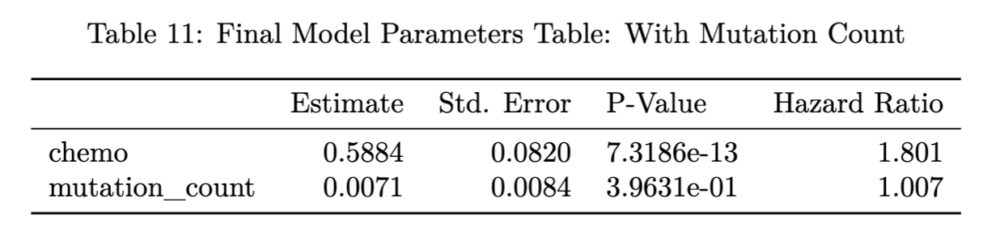 Table 11: Final Model Parameters Table: With Mutation Count
Estimate Std. Error P-Value Hazard Ratio
chemo 0.5884 0.0820 7.3186e-13 1.801
mutation_count 0.0071 0.0084 3.9631e-01 1.007